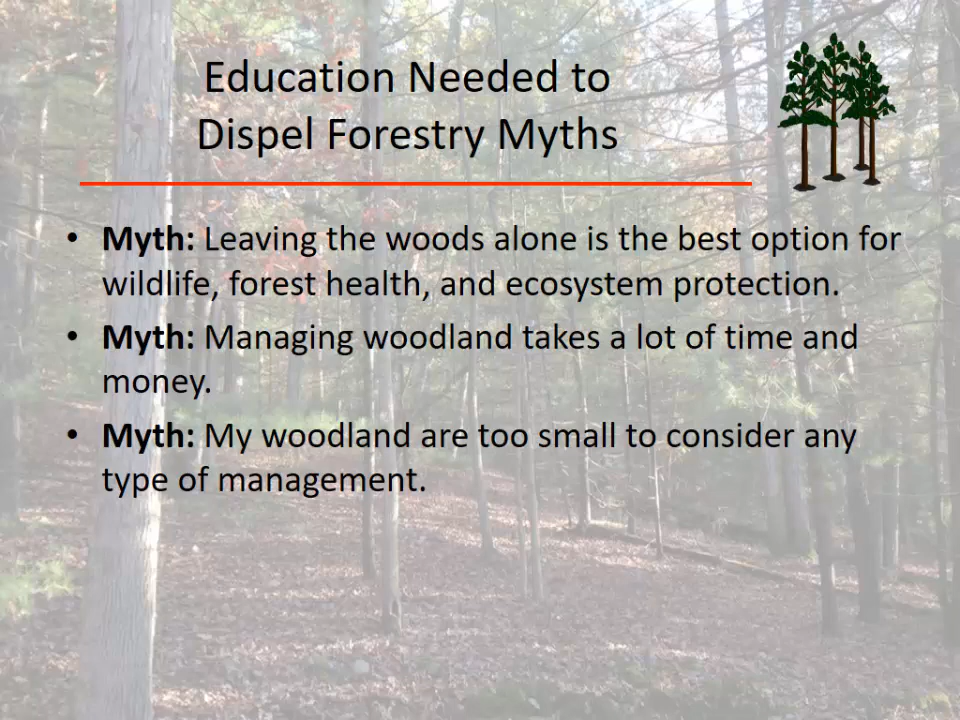 Education Needed to
Dispel Forestry Myths
• Myth: Leaving the woods alone is the best option for
wildlife, forest health, and ecosystem protection.
• Myth: Managing woodland takes a lot of time and
money.
• Myth: My woodland are too small to consider any
type of management.